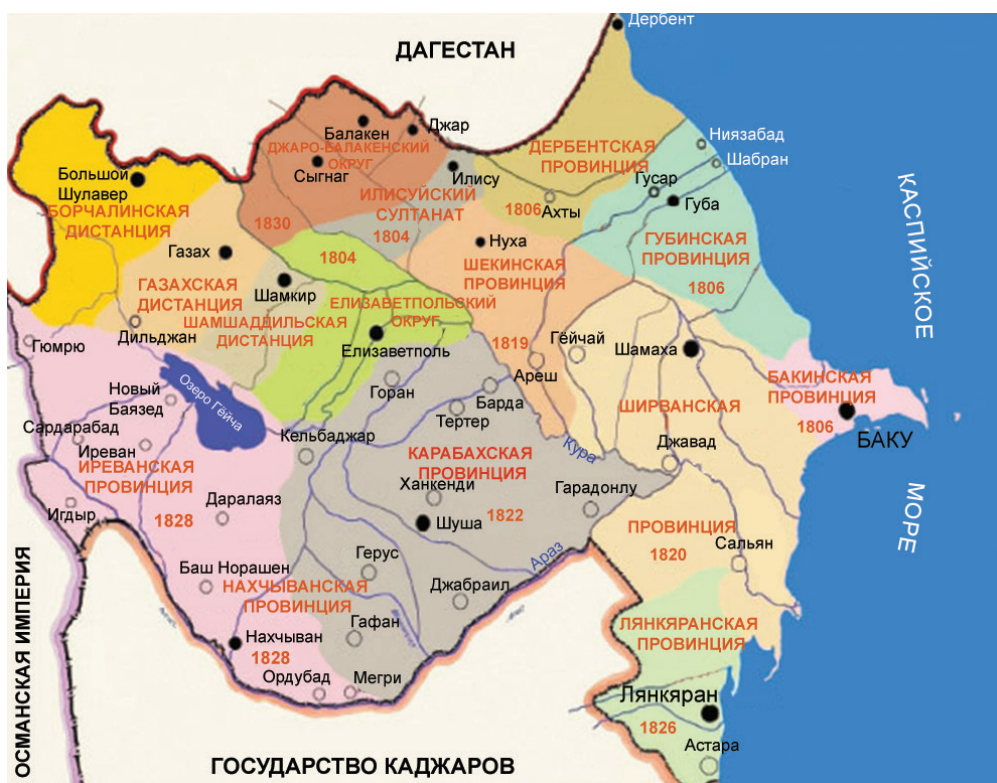 Дербент
ДАГЕСТАН
Балакен
Джар
ДЖАРО-БАЛАКЕНСКИЙ
ОКРУГ
Сыгнаг
1830
Большой
Шулавер
БОРЧАЛИНСКАЯ
ДИСТАНЦИЯ
Илису
ИЛИСУЙСКИЙ
СУЛТАНАТ
1804
ДЕРБЕНТСКАЯ
ПРОВИНЦИЯ
1806
Ахты
Ниязабад
Шабран
Гусар
Губа
ГУБИНСКАЯ
ПРОВИНЦИЯ
1806
КАСПИЙСКОЕ
МОРЕ
Газах
ГАЗАХСКАЯ
ДИСТАНЦИЯ
1804
Шамкир
ШАМШАДДИЛЬСКАЯ
ДИСТАНЦИЯ
ЕЛИЗАВЕТПОЛЬСКИЙ
ОКРУГ
Елизаветполь
Нуха
ШЕКИНСКАЯ
ПРОВИНЦИЯ
1819
Ареш
Гёйчай
Шамаха
ШИРВАНСКАЯ
Джавад
ПРОВИНЦИЯ
1820
Сальян
БАКИНСКАЯ
ПРОВИНЦИЯ
1806
БАКУ
Гюмрю
Дильджан
Озеро Гёйча
Новый
Баязед
Сардарабад
Иреван
ИРЕВАНСКАЯ
ПРОВИНЦИЯ
1828
Игдыр
Даралаяз
Горан
Барда
Тертер
Кельбаджар
КАРАБАХСКАЯ
ПРОВИНЦИЯ
Ханкенди
1822
Шуша
Кура
Гарадонлу
Араз
Герус
Джабраил
Гафан
Мегри
Баш Норашен
НАХЧЫВАНСКАЯ
ПРОВИНЦИЯ
Нахчыван
1828
Ордубад
ЛЯНКЯРАНСКАЯ
ПРОВИНЦИЯ
Лянкяран
1826
Астара
ОСМАНСКАЯ ИМПЕРИЯ
ГОСУДАРСТВО КАДЖАРОВ